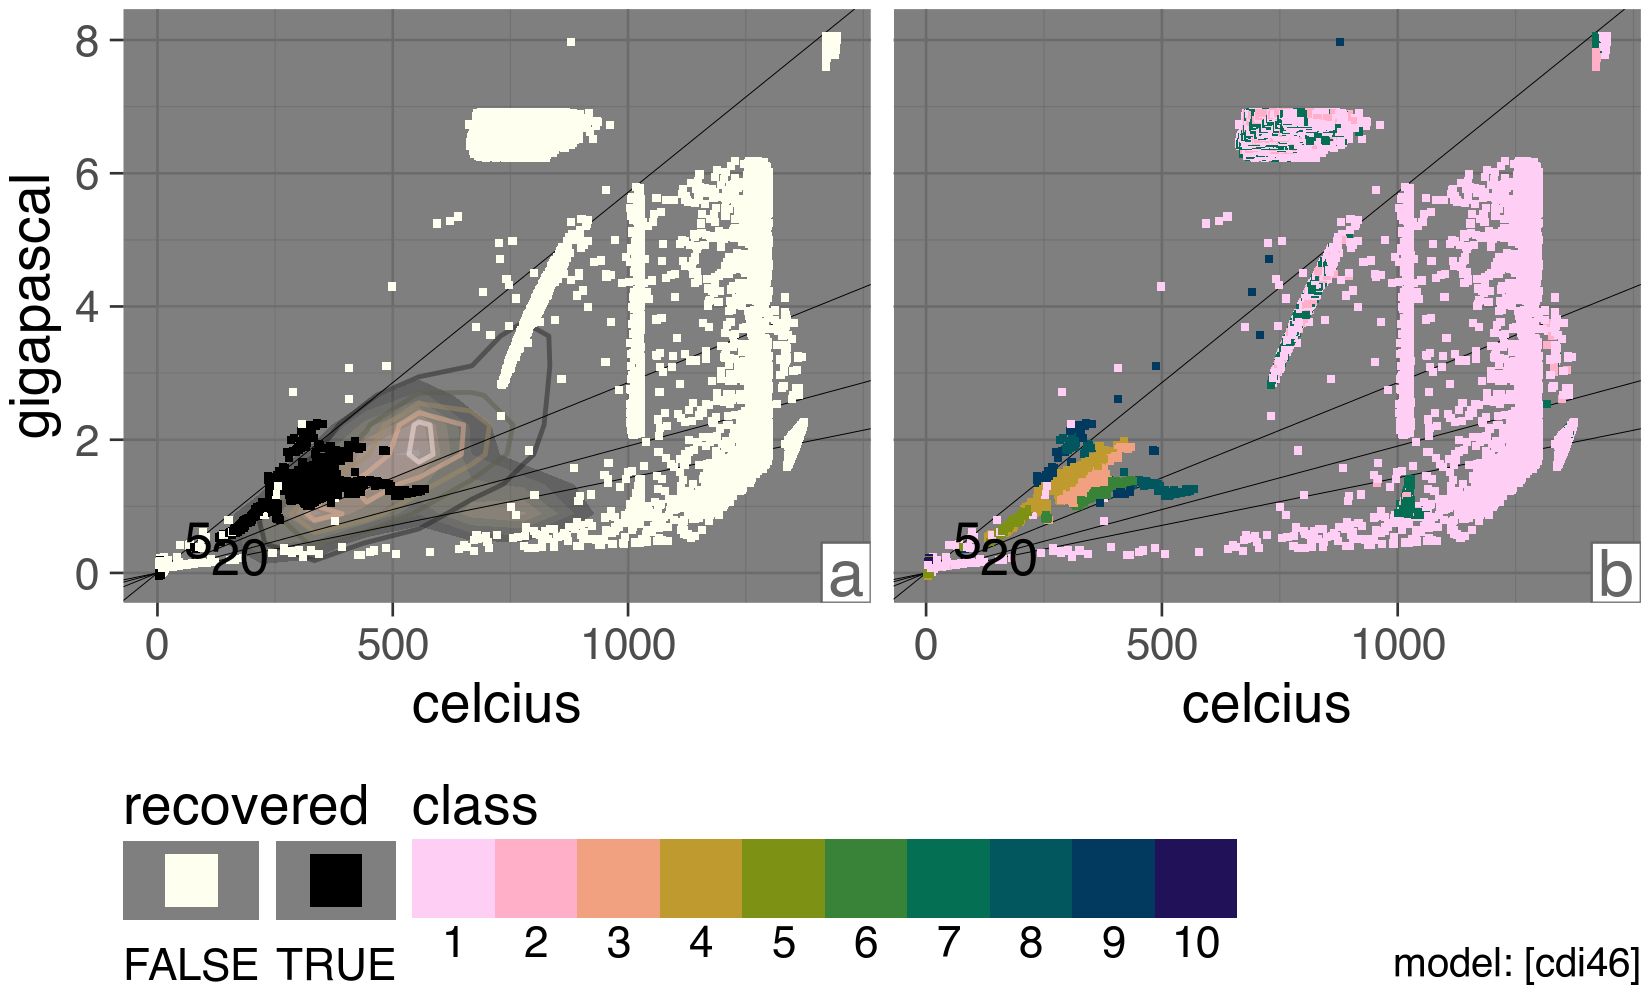 gigapascal
8
6
4
2
0
5
20
a
5
20
b
0 500 1000
0 500 1000
celcius celcius
recovered class
1 2 3 4 5 6 7 8 9 10
FALSE TRUE
model: [cdi46]